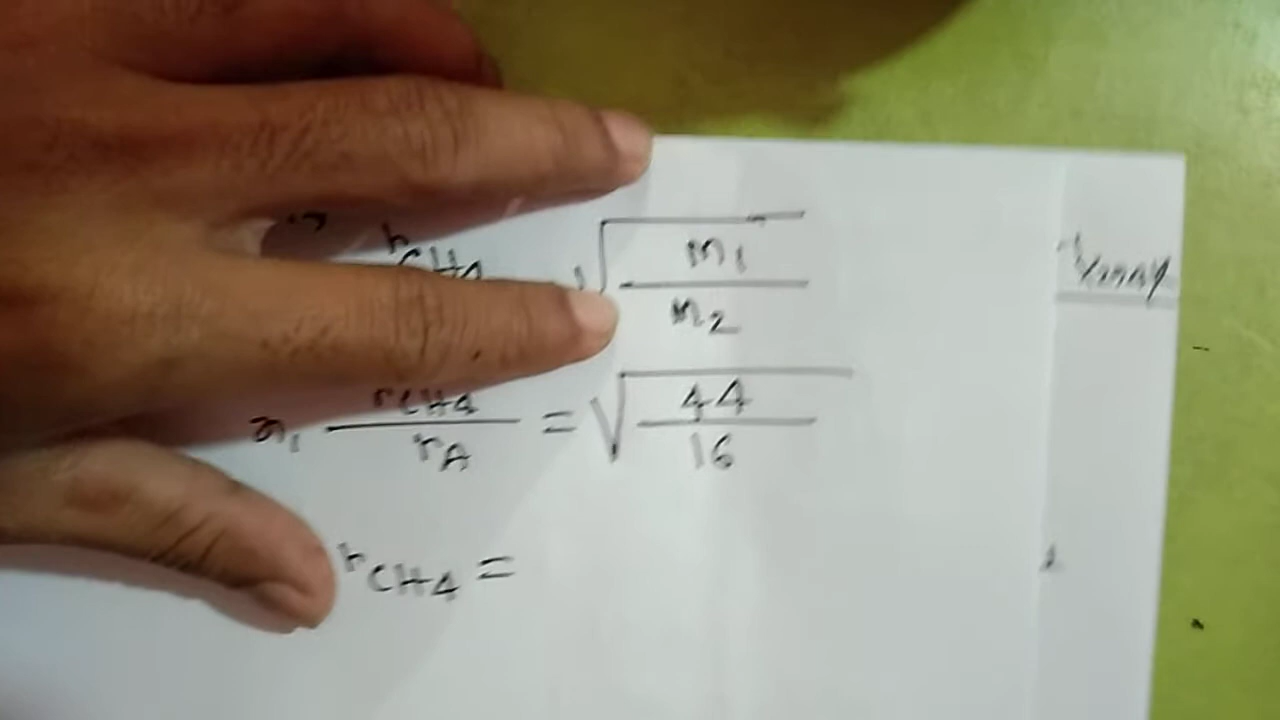 r_CH4 = √(m1 / m2)
r_CH4 / r_A = √(44 / 16)
r_CH4 =